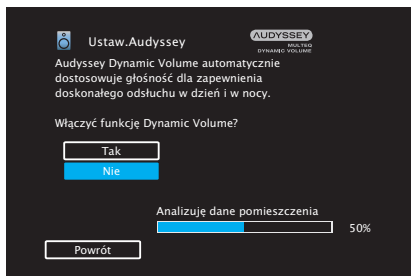 Ustaw.Audyssey
AUDYSSEY
MULTEQ
DYNAMIC VOLUME
Audyssey Dynamic Volume automatycznie
dostosowuje głośność dla zapewnienia
doskonałego odsłuchu w dzień i w nocy.
Włączyć funkcję Dynamic Volume?
Tak
Nie
Analizuję dane pomieszczenia
50%
Powrót